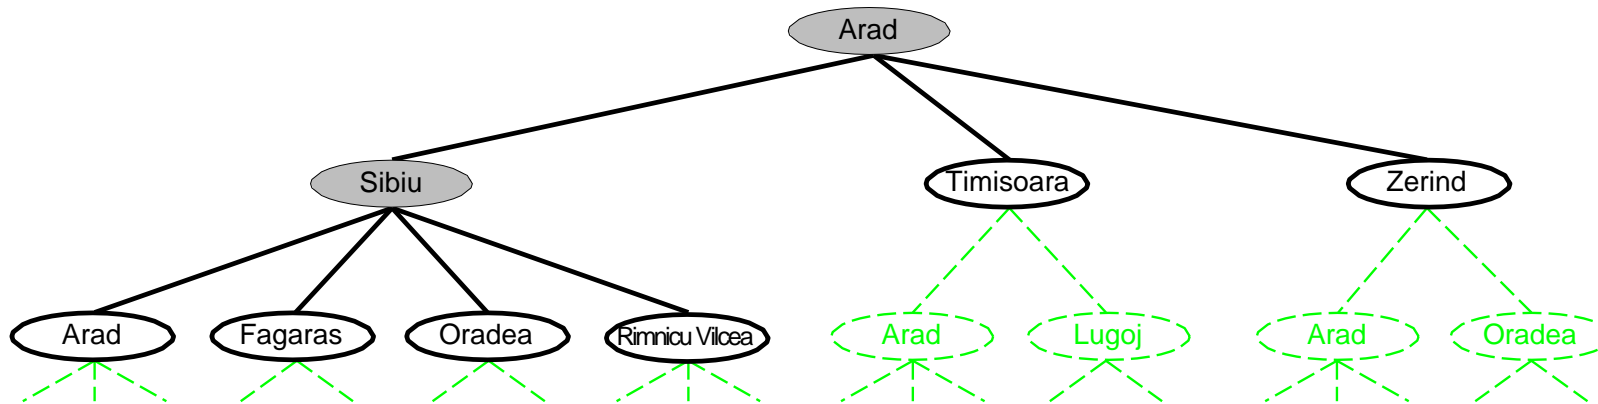 Arad
Sibiu
Timisoara
Zerind
Arad
Fagaras
Oradea
Rimnicu Vilcea
Arad
Lugoj
Arad
Oradea